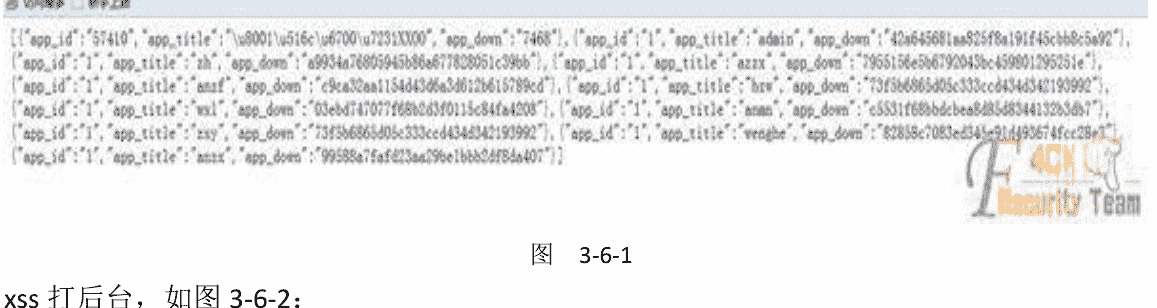 [{"app_id":"57410","app_title":"\u8001\u516c\u6700\u7231XXOO","app_down":"7468"},{"app_id":"1","app_title":"admin","app_down":"42a645681aa825f8a191f45cbb8c5a92"},
{"app_id":"1","app_title":"zh","app_down":"a9934a76805945b86a677828051c39bb"},{"app_id":"1","app_title":"azzx","app_down":"7955156e5b6792043bc459801295251e"},
{"app_id":"1","app_title":"anzf","app_down":"c9ca32aa1154d43d6a3d612b615789cd"},{"app_id":"1","app_title":"hrw","app_down":"73f5b6865d05c333ccd434d342193992"},
{"app_id":"1","app_title":"wxl","app_down":"03ebd747077f68b2d3f0115c84fa4208"},{"app_id":"1","app_title":"aman","app_down":"c5531f68bbdcbea8d85d8344132b3db7"},
{"app_id":"1","app_title":"zxy","app_down":"73f5b6865d05c333ccd434d342193992"},{"app_id":"1","app_title":"wenghe","app_down":
{"app_id":"1","app_title":"anzx","app_down":"99588a7fafd23aa29be1bbb2df8da407"}]
Security Team
图 3-6-1
xss 打后台，如图 3-6-2：